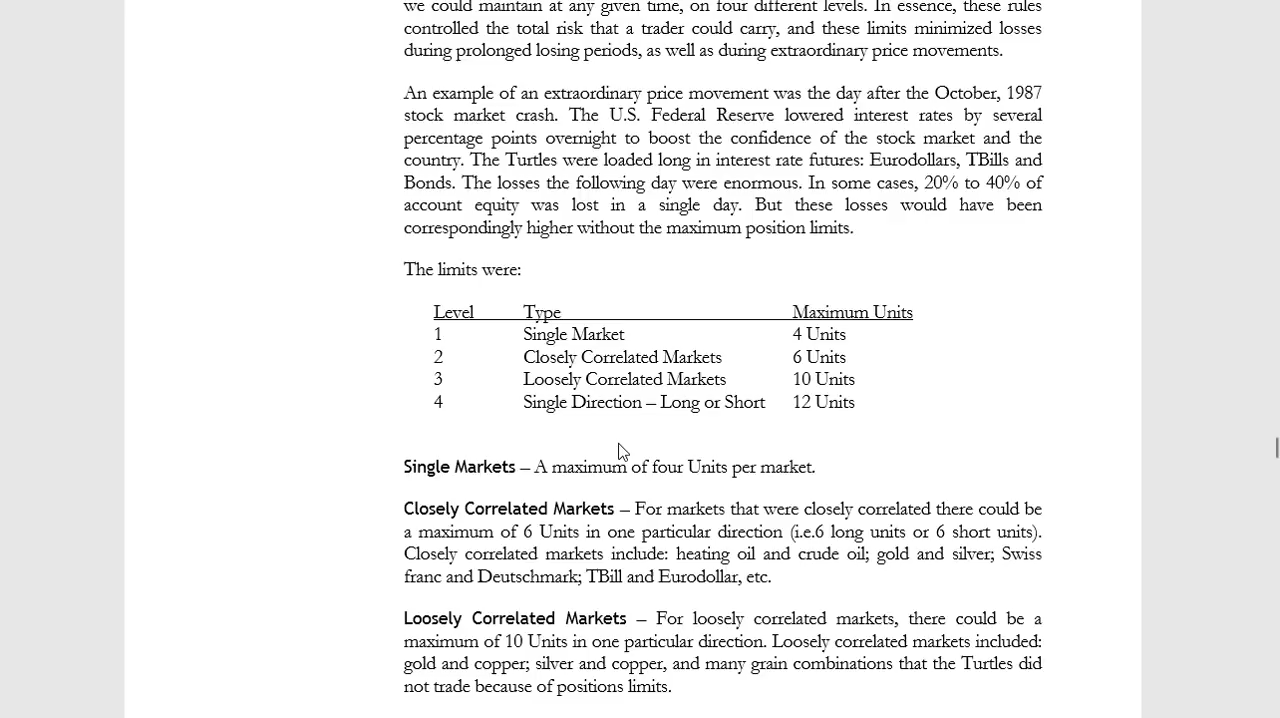 we could maintain at any given time, on four different levels. In essence, these rules
controlled the total risk that a trader could carry, and these limits minimized losses
during prolonged losing periods, as well as during extraordinary price movements.
An example of an extraordinary price movement was the day after the October, 1987
stock market crash. The U.S. Federal Reserve lowered interest rates by several
percentage points overnight to boost the confidence of the stock market and the
country. The Turtles were loaded long in interest rate futures: Eurodollars, TBills and
Bonds. The losses the following day were enormous. In some cases, 20% to 40% of
account equity was lost in a single day. But these losses would have been
correspondingly higher without the maximum position limits.
The limits were:
Level Type Maximum Units
1 Single Market 4 Units
2 Closely Correlated Markets 6 Units
3 Loosely Correlated Markets 10 Units
4 Single Direction – Long or Short 12 Units
Single Markets – A maximum of four Units per market.
Closely Correlated Markets – For markets that were closely correlated there could be
a maximum of 6 Units in one particular direction (i.e.6 long units or 6 short units).
Closely correlated markets include: heating oil and crude oil; gold and silver; Swiss
franc and Deutschmark; TBill and Eurodollar, etc.
Loosely Correlated Markets – For loosely correlated markets, there could be a
maximum of 10 Units in one particular direction. Loosely correlated markets included:
gold and copper; silver and copper, and many grain combinations that the Turtles did
not trade because of positions limits.